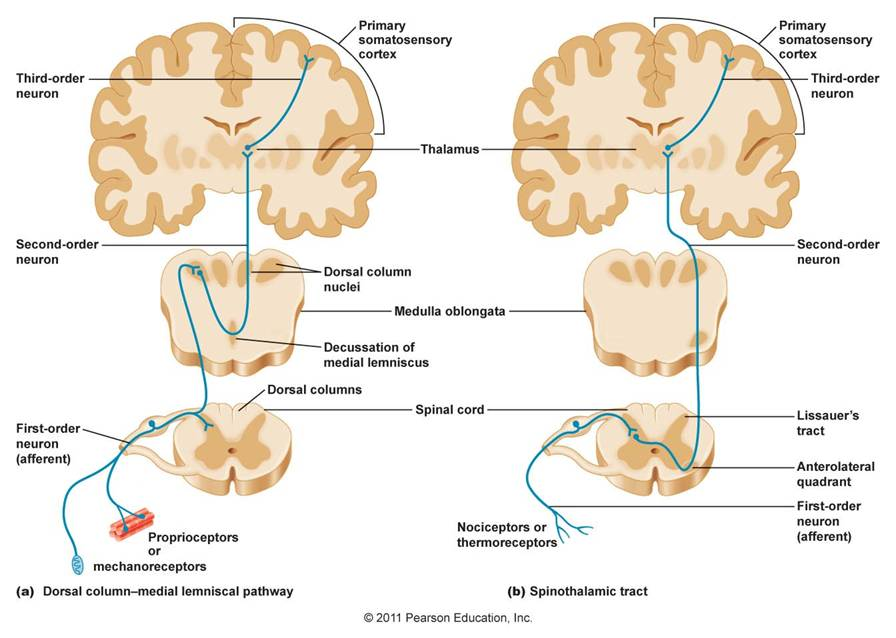 Primary
somatosensory
cortex
Third-order
neuron
Thalamus
Second-order
neuron
Dorsal column
nuclei
Medulla oblongata
Decussation of
medial lemniscus
Dorsal columns
Spinal cord
First-order
neuron
(afferent)
Proprioceptors
or
mechanoreceptors
(a) Dorsal column–medial lemniscal pathway
Primary
somatosensory
cortex
Third-order
neuron
Second-order
neuron
Lissauer's
tract
Anterolateral
quadrant
First-order
neuron
(afferent)
Nociceptors or
thermoreceptors
(b) Spinothalamic tract
© 2011 Pearson Education, Inc.